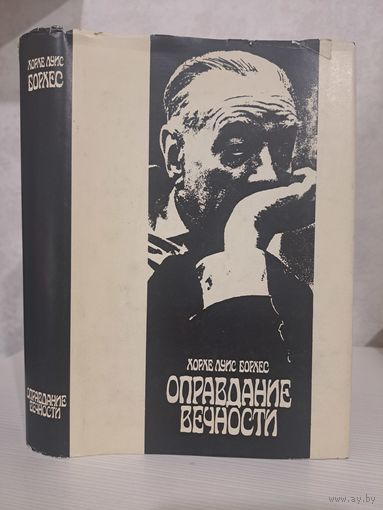 ХОРХЕ ЛУИС
БОРХЕС
ОПРАВДАНИЕ
ВЕЧНОСТИ
ХОРХЕ ЛУИС БОРХЕС
ОПРАВДАНИЕ
ВЕЧНОСТИ
www.ay.by